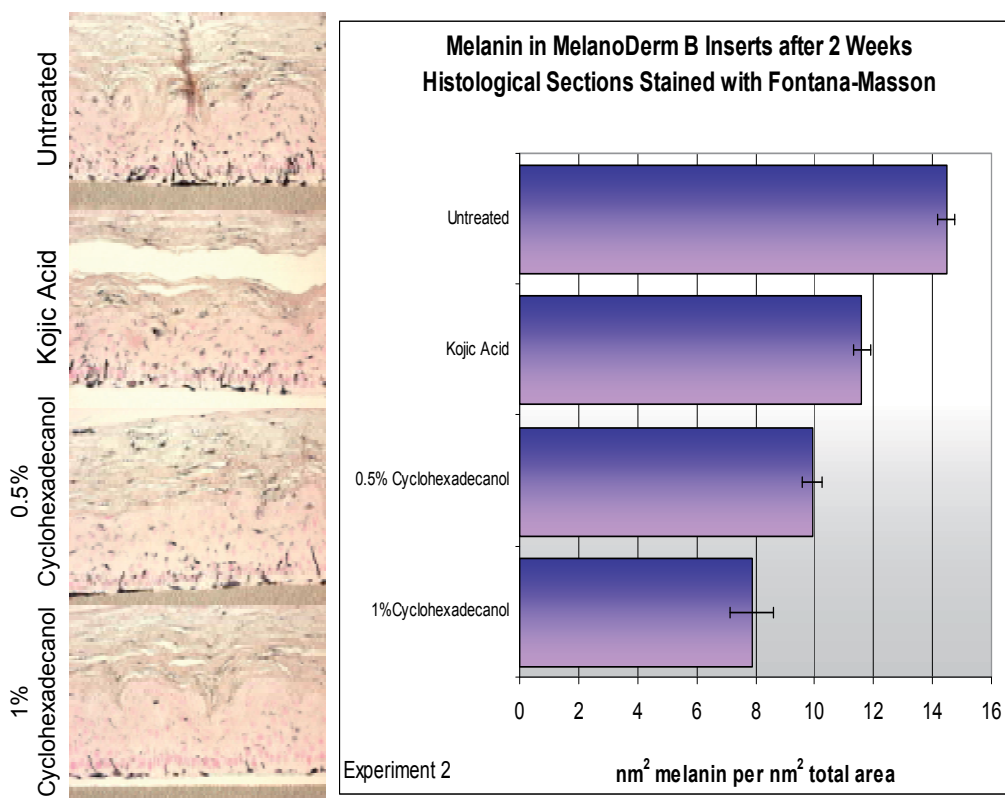 Untreated
Kojic Acid
0.5%
Cyclohexadecanol
1%
Cyclohexadecanol
Melanin in MelanoDerm B Inserts after 2 Weeks
Histological Sections Stained with Fontana-Masson
Untreated
Kojic Acid
0.5% Cyclohexadecanol
1%Cyclohexadecanol
0 2 4 6 8 10 12 14 16
Experiment 2
nm² melanin per nm² total area